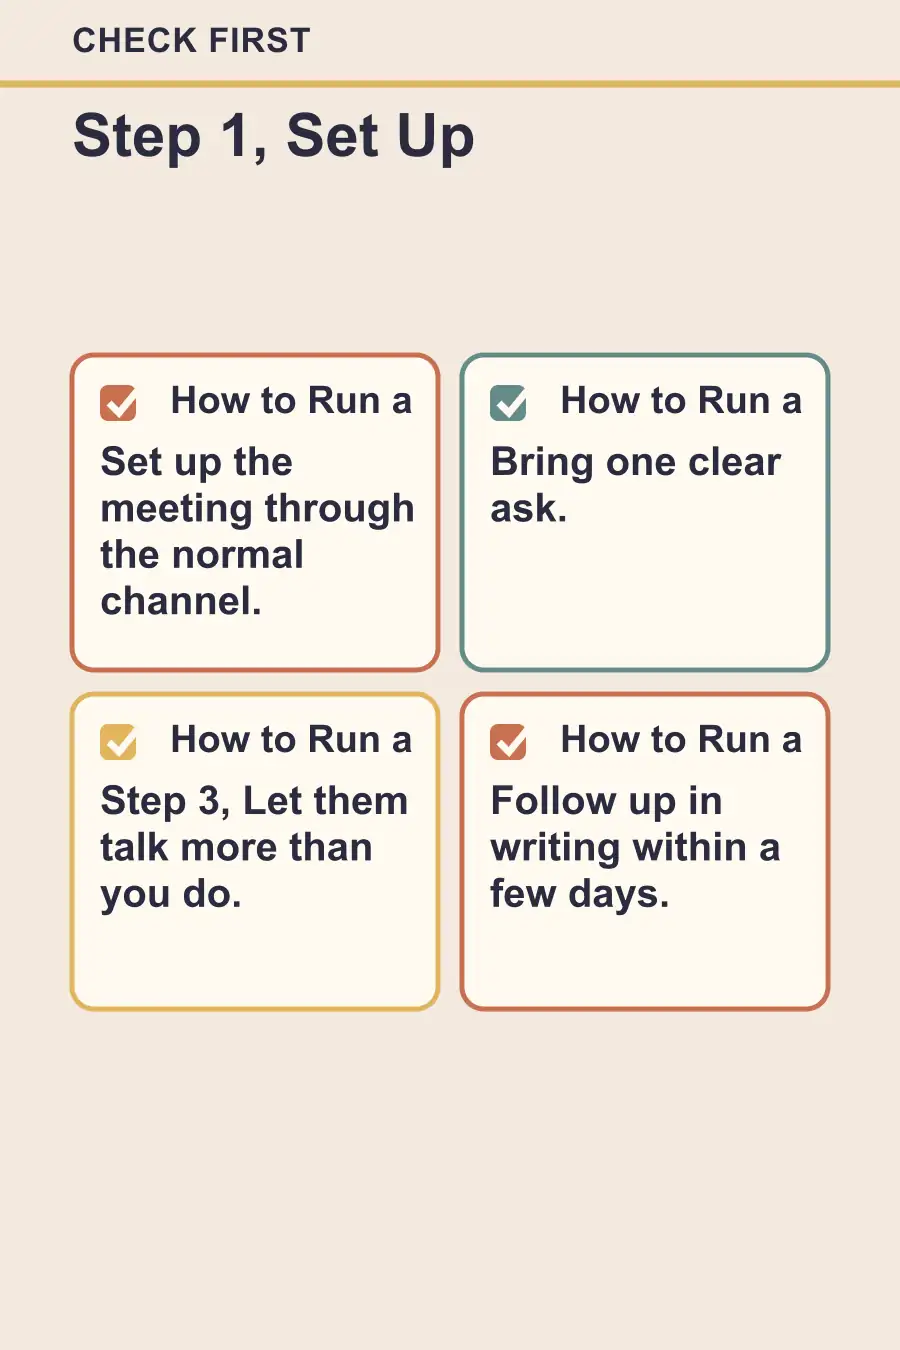 CHECK FIRST
Step 1, Set Up
How to Run a
Set up the
meeting through
the normal
channel.
How to Run a
Bring one clear
ask.
How to Run a
Step 3, Let them
talk more than
you do.
How to Run a
Follow up in
writing within a
few days.